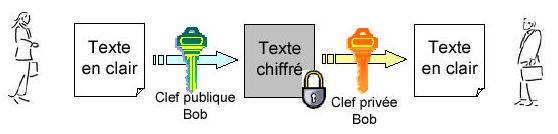 Texte
en clair
Clef publique
Bob
Texte
chiffré
Clef privée
Bob
Texte
en clair